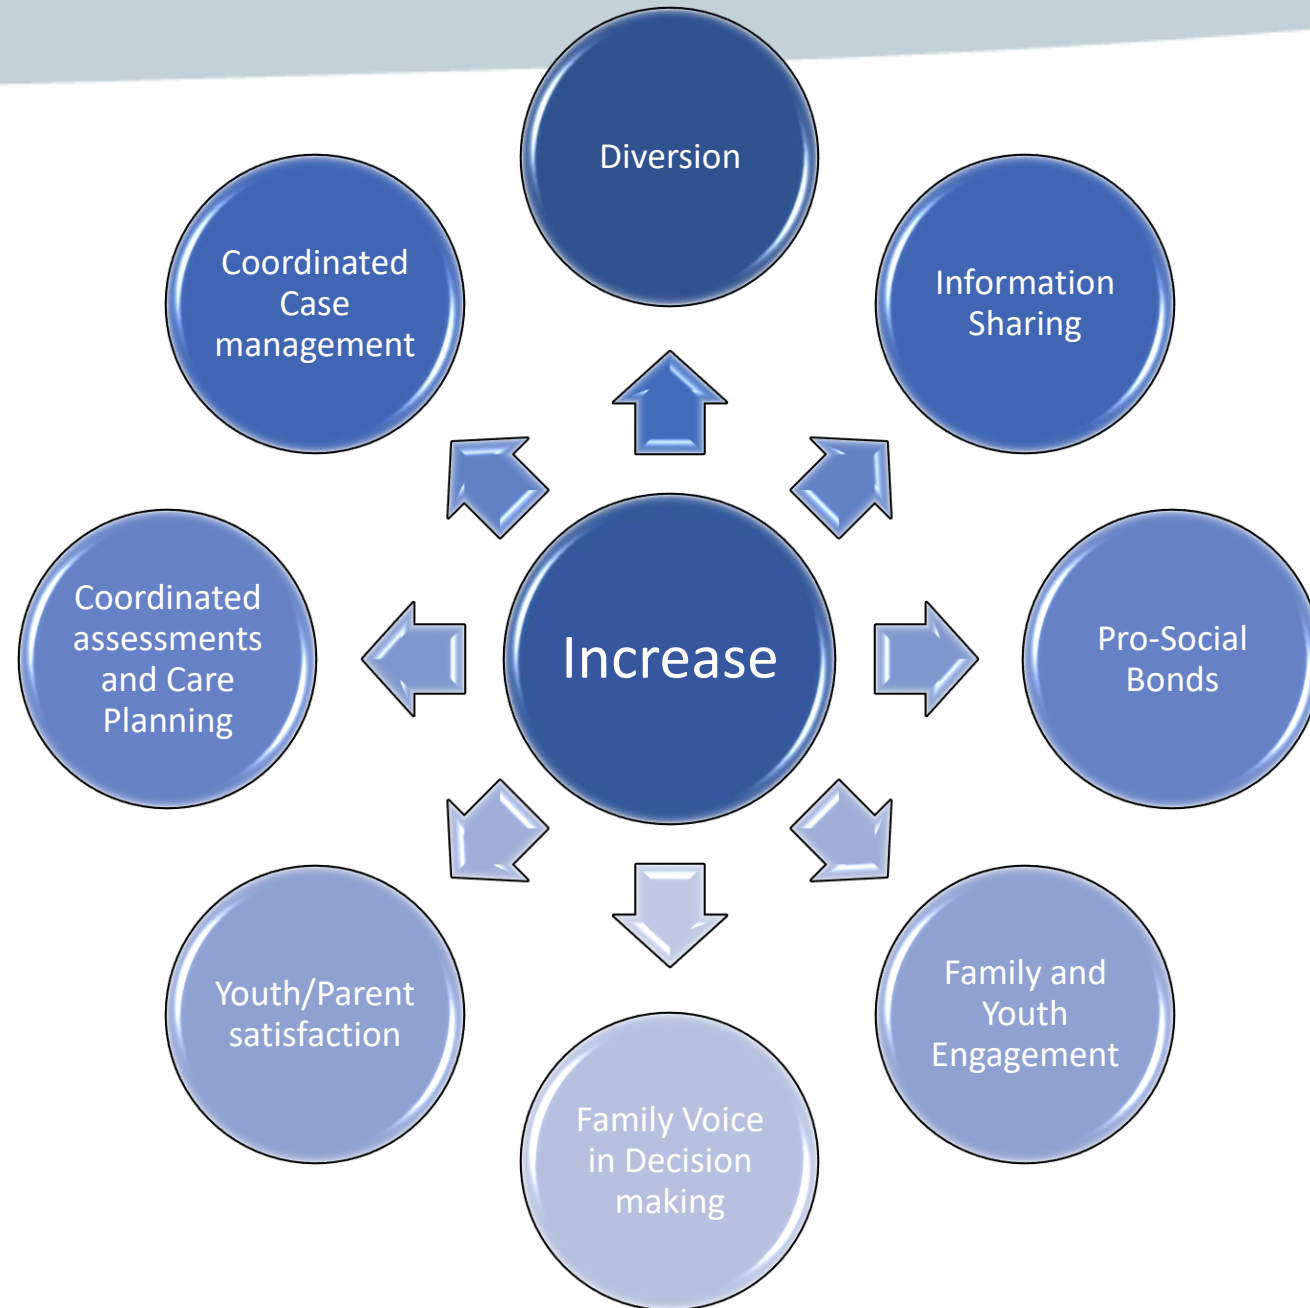 Diversion
Information
Sharing
Pro-Social
Bonds
Family and
Youth
Engagement
Family Voice
in Decision
making
Youth/Parent
satisfaction
Coordinated
assessments
and Care
Planning
Coordinated
Case
management
Increase